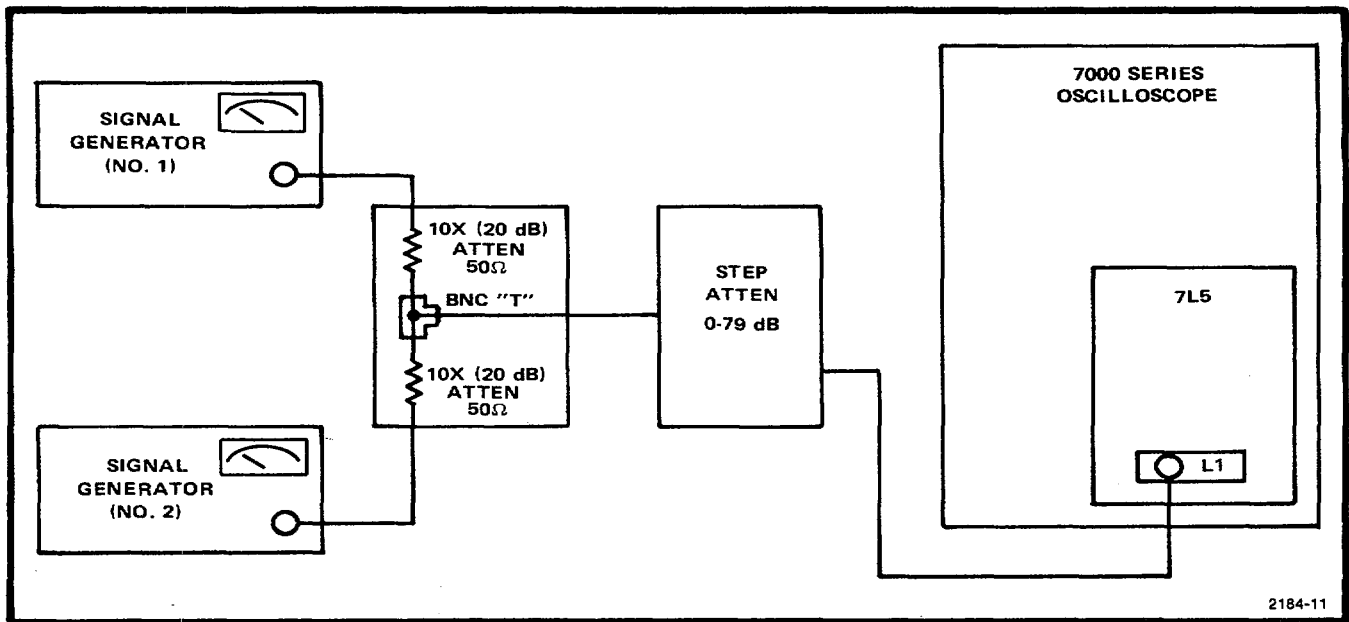 SIGNAL
GENERATOR
(NO. 1)
10X (20 dB)
ATTEN
50Ω
BNC "T"
10X (20 dB)
ATTEN
50Ω
SIGNAL
GENERATOR
(NO. 2)
STEP
ATTEN
0-79 dB
7000 SERIES
OSCILLOSCOPE
7L5
L1
2184-11